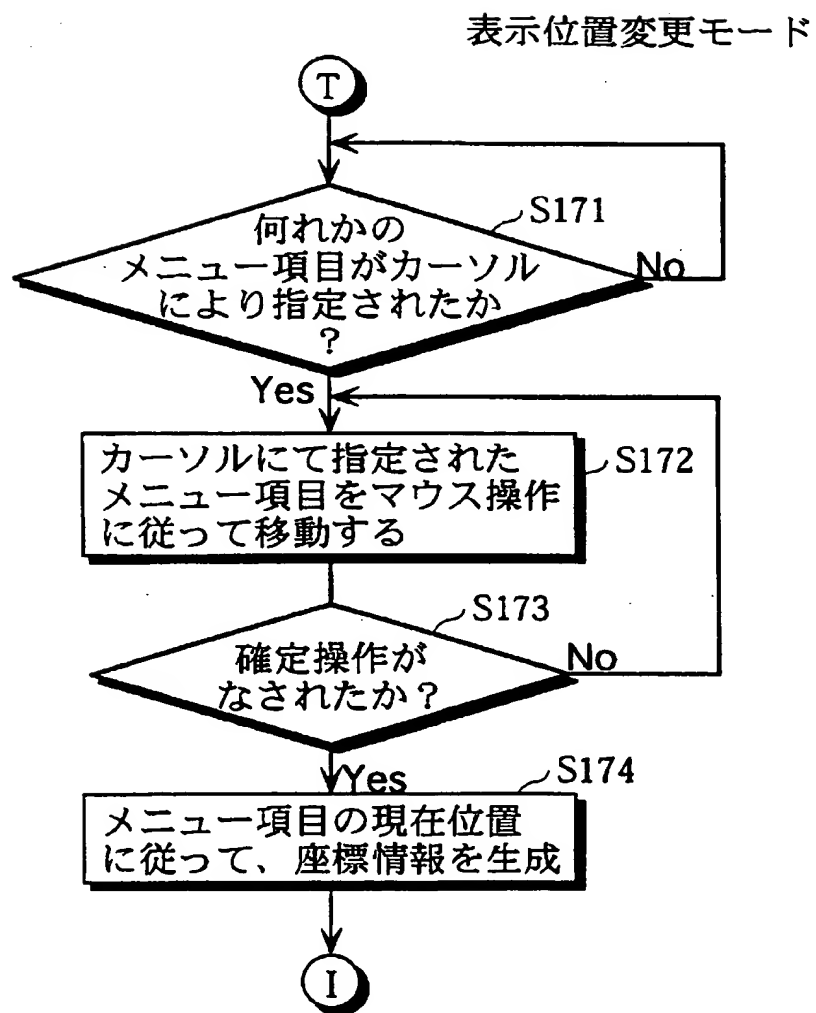 表示位置変更モード
T
S171
何れかの
メニュー項目がカーソル
により指定されたか
?
No
Yes
カーソルにて指定された
メニュー項目をマウス操作
に従って移動する
S172
S173
確定操作が
なされたか?
No
Yes
S174
メニュー項目の現在位置
に従って、座標情報を生成
I